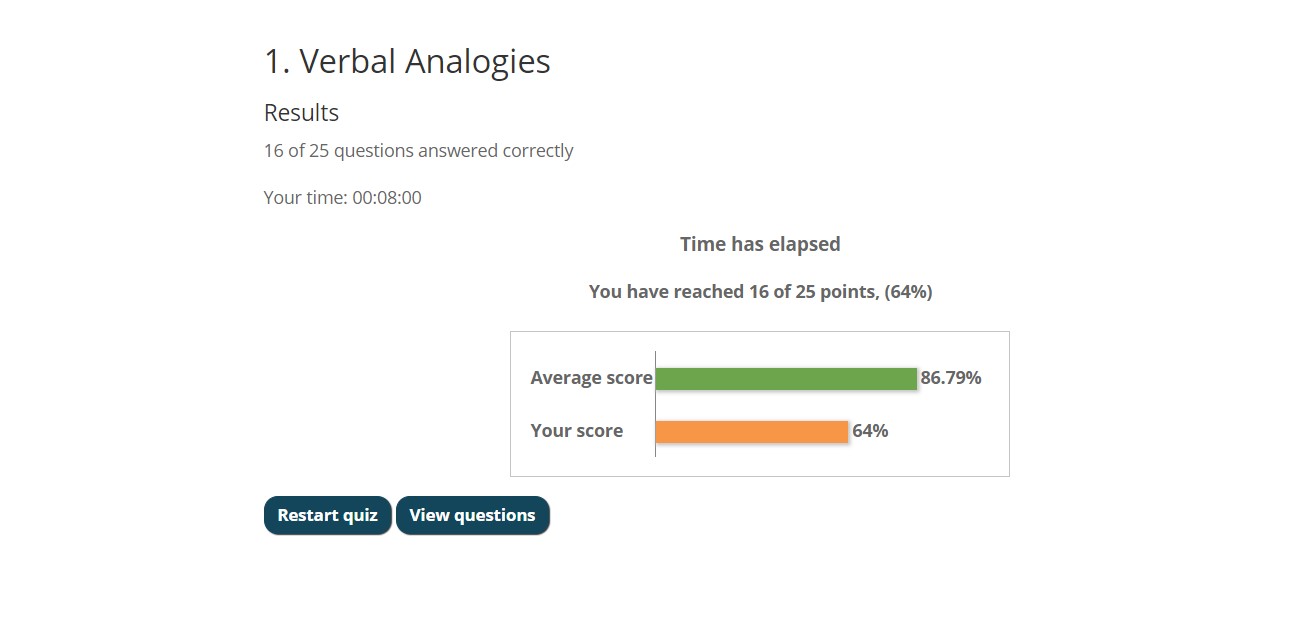 1. Verbal Analogies
Results
16 of 25 questions answered correctly
Your time: 00:08:00
Time has elapsed
You have reached 16 of 25 points, (64%)
Average score 86.79%
Your score 64%
Restart quiz View questions